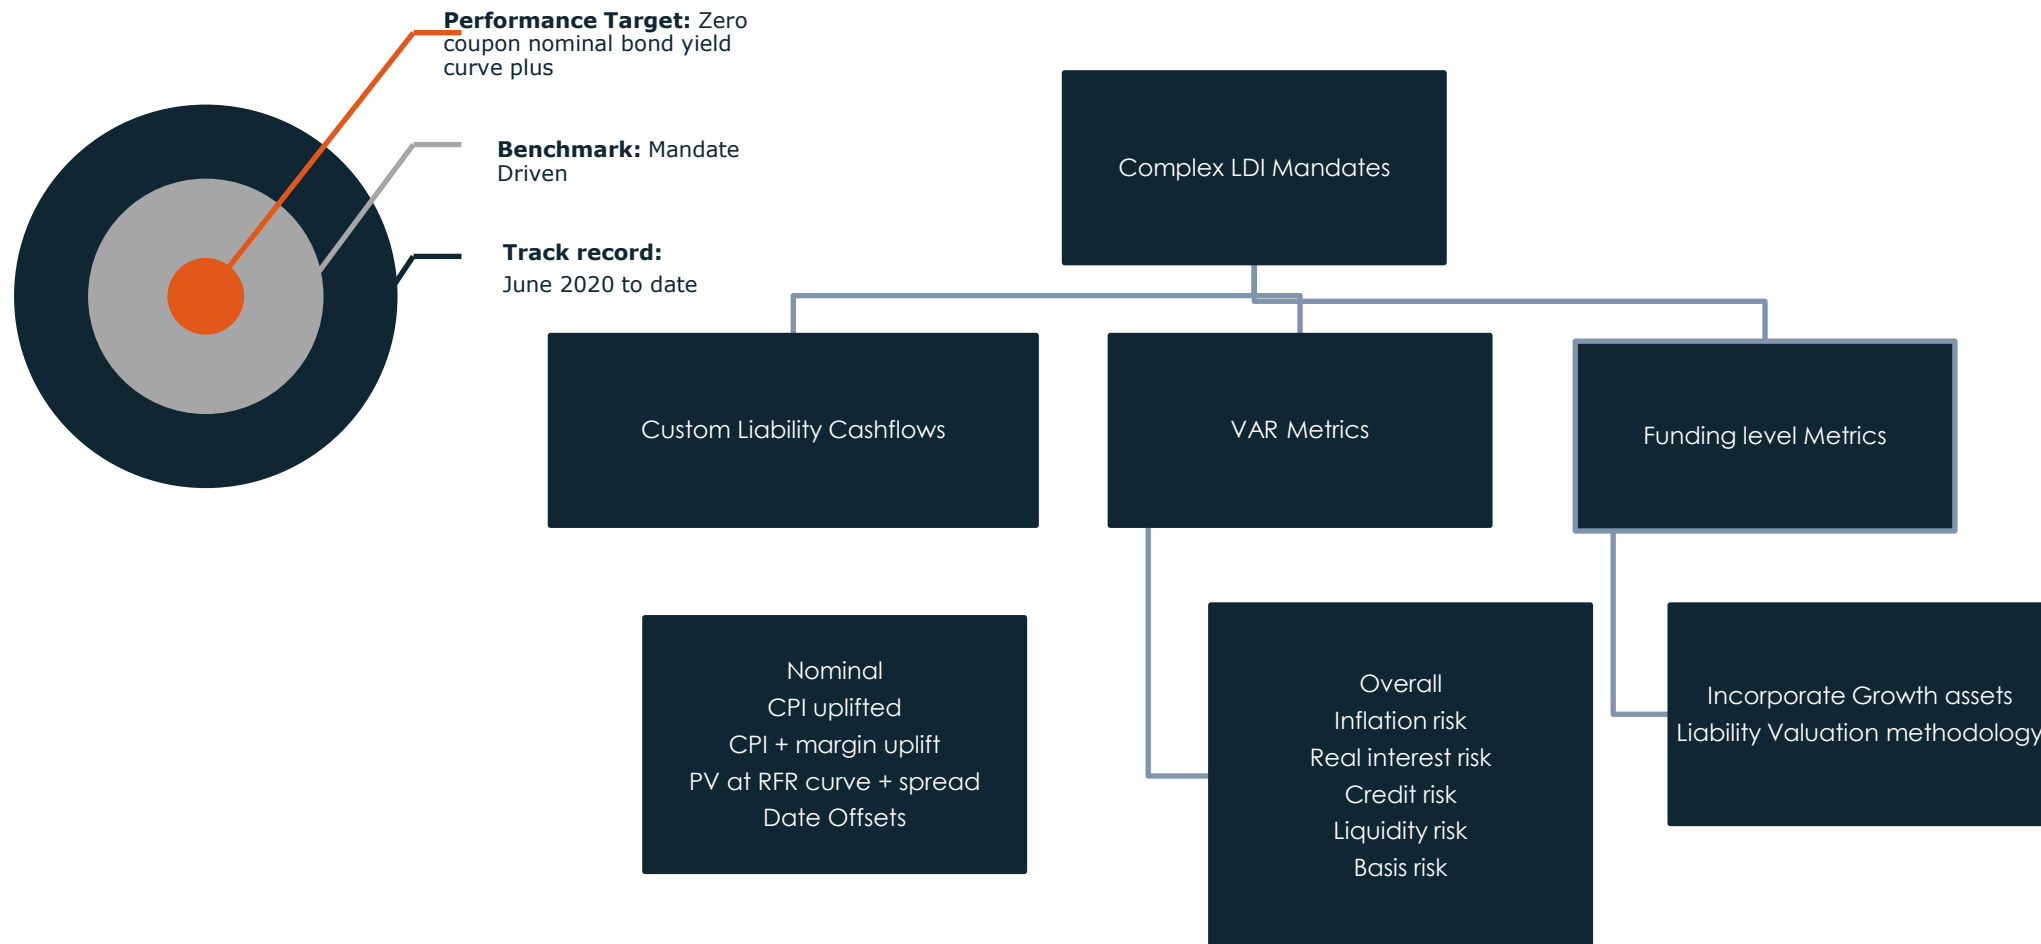 Performance Target: Zero
coupon nominal bond yield
curve plus
Benchmark: Mandate
Driven
Track record:
June 2020 to date
Complex LDI Mandates
Custom Liability Cashflows
VAR Metrics
Funding level Metrics
Nominal
CPI uplifted
CPI + margin uplift
PV at RFR curve + spread
Date Offsets
Overall
Inflation risk
Real interest risk
Credit risk
Liquidity risk
Basis risk
Incorporate Growth assets
Liability Valuation methodology